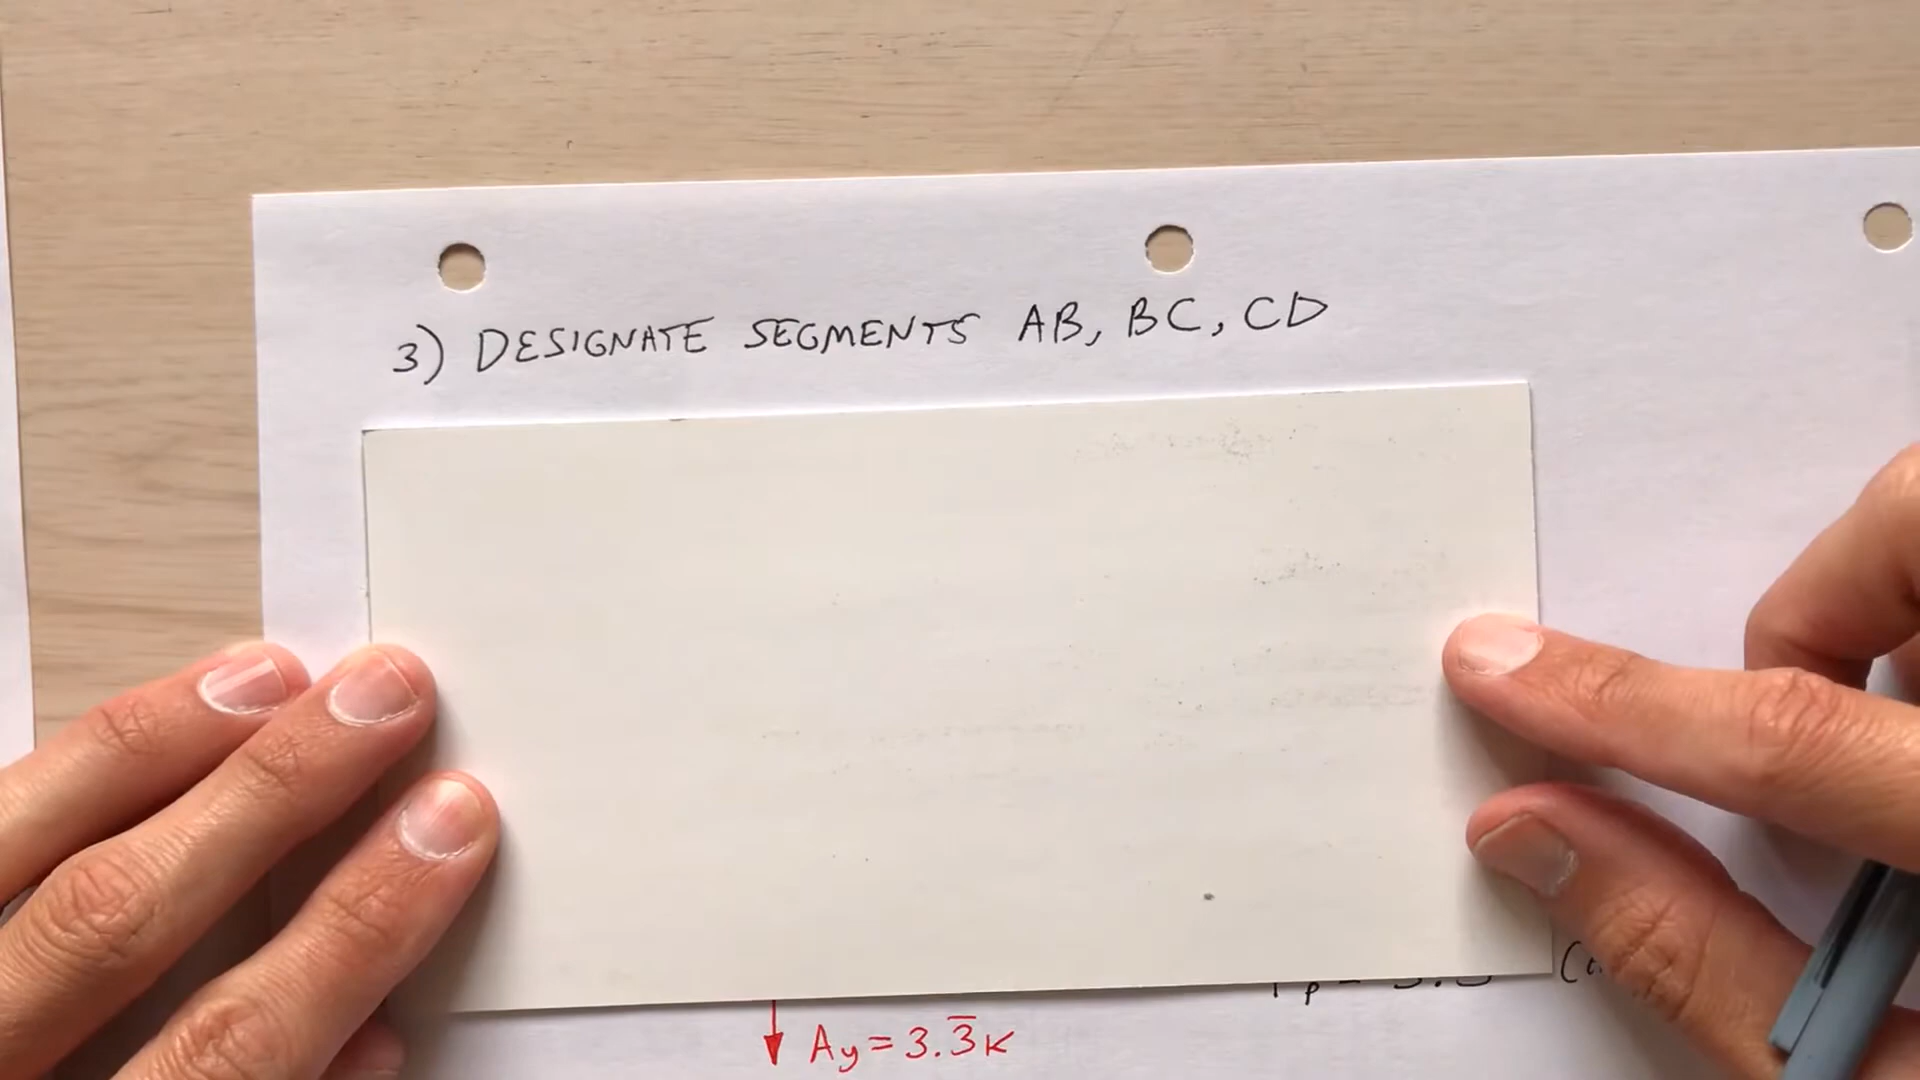 3) DESIGNATE SEGMENTS AB, BC, CD
Ay = 3.3̅ K